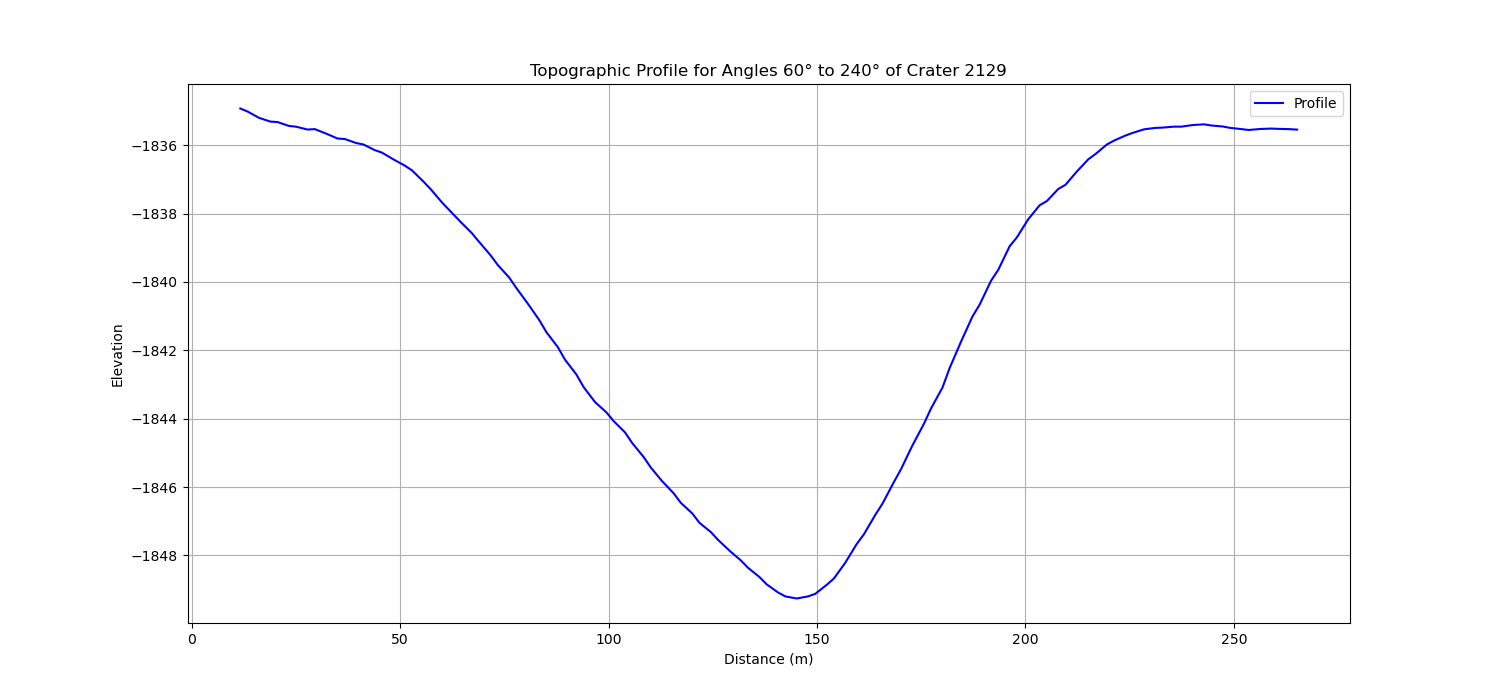 Topographic Profile for Angles 60° to 240° of Crater 2129
Profile
−1836
−1838
−1840
−1842
−1844
−1846
−1848
Elevation
0 50 100 150 200 250
Distance (m)